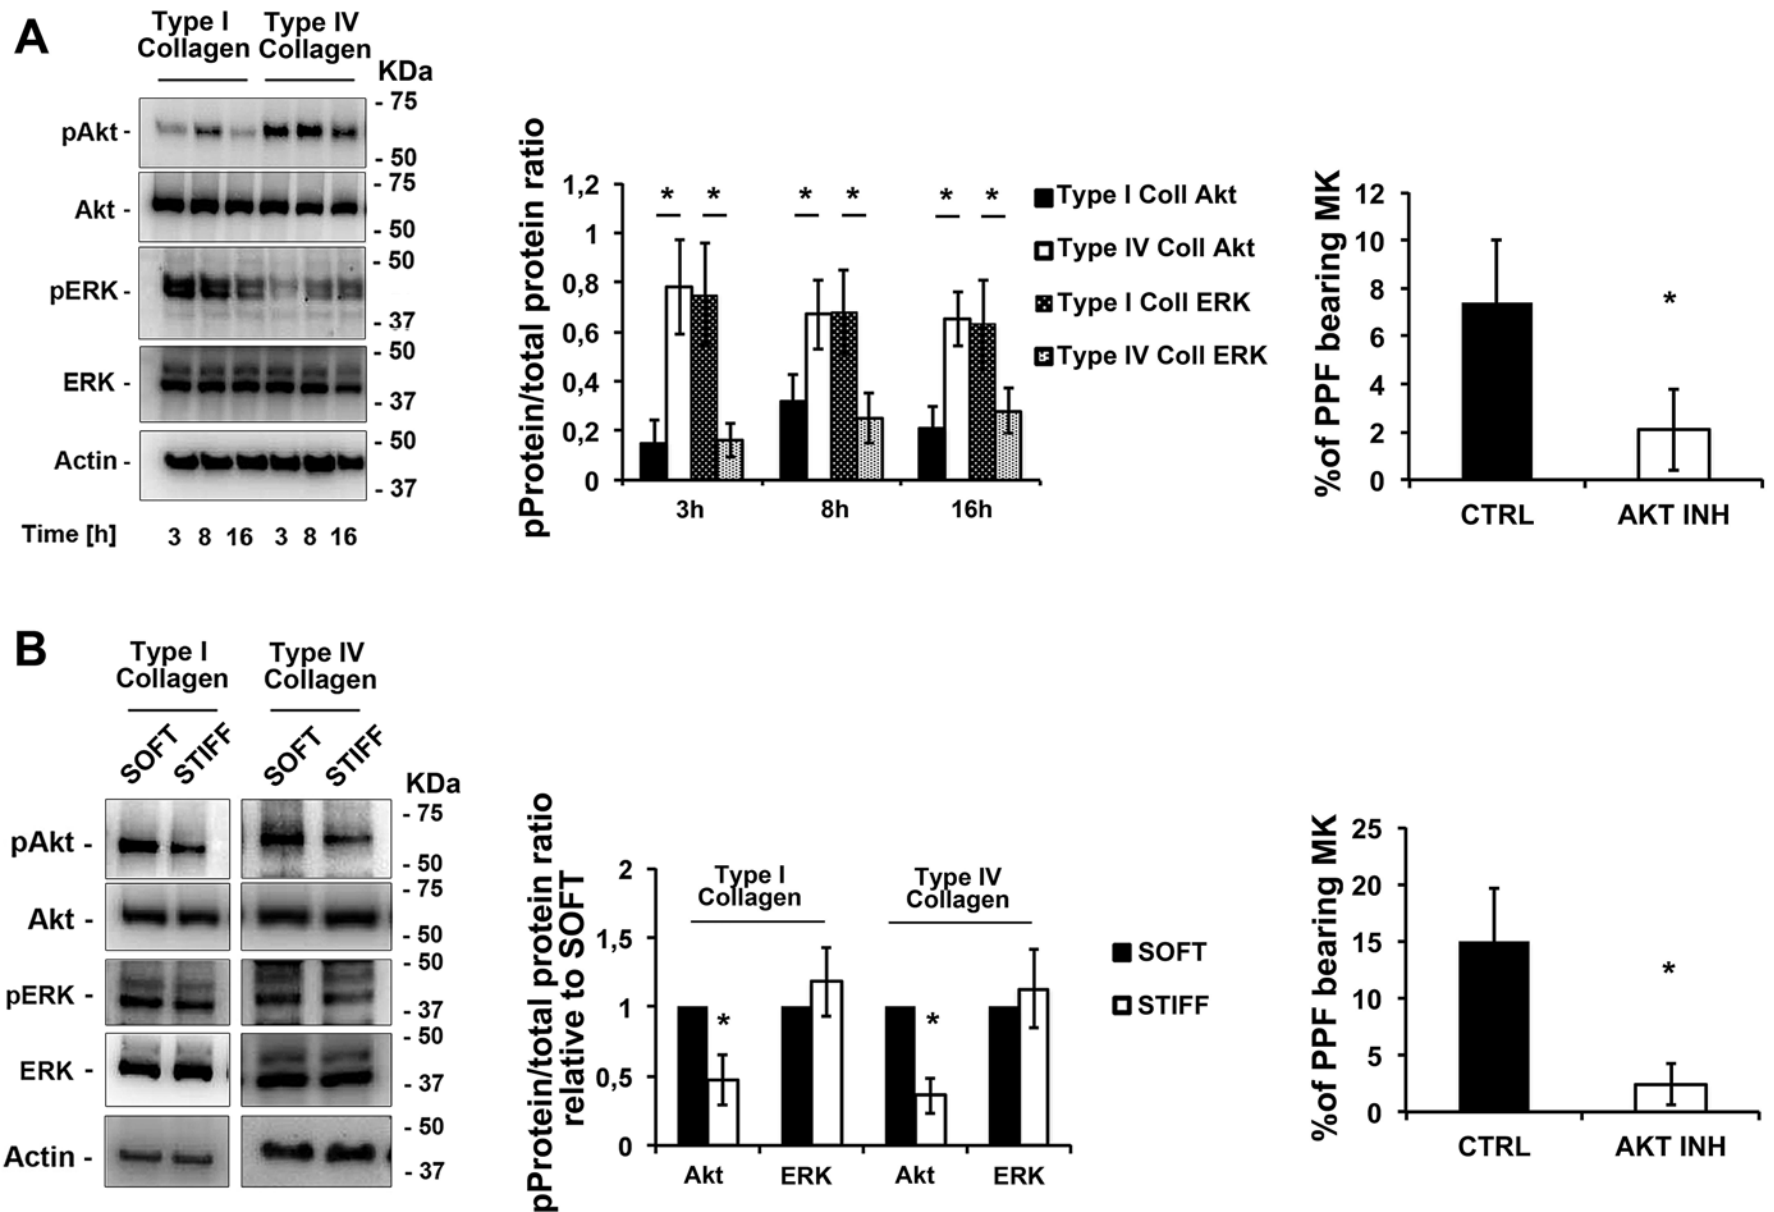 A
Type I
Collagen
Type IV
Collagen
KDa
pAkt -
- 75
- 50
Akt -
- 75
- 50
pERK -
- 50
- 37
ERK -
- 50
- 37
Actin -
- 50
- 37
Time [h]
3 8 16 3 8 16
pProtein/total protein ratio
1,2
1
0,8
0,6
0,4
0,2
0
* * * * * *
3h 8h 16h
Type I Coll Akt
Type IV Coll Akt
Type I Coll ERK
Type IV Coll ERK
%of PPF bearing MK
12
10
8
6
4
2
0
*
CTRL AKT INH
B
Type I
Collagen
Type IV
Collagen
SOFT STIFF SOFT STIFF
KDa
pAkt -
- 75
- 50
Akt -
- 75
- 50
pERK -
- 50
- 37
ERK -
- 50
- 37
Actin -
- 50
- 37
pProtein/total protein ratio
relative to SOFT
2
1,5
1
0,5
0
Type I
Collagen
Type IV
Collagen
* *
Akt ERK Akt ERK
SOFT
STIFF
%of PPF bearing MK
25
20
15
10
5
0
*
CTRL AKT INH